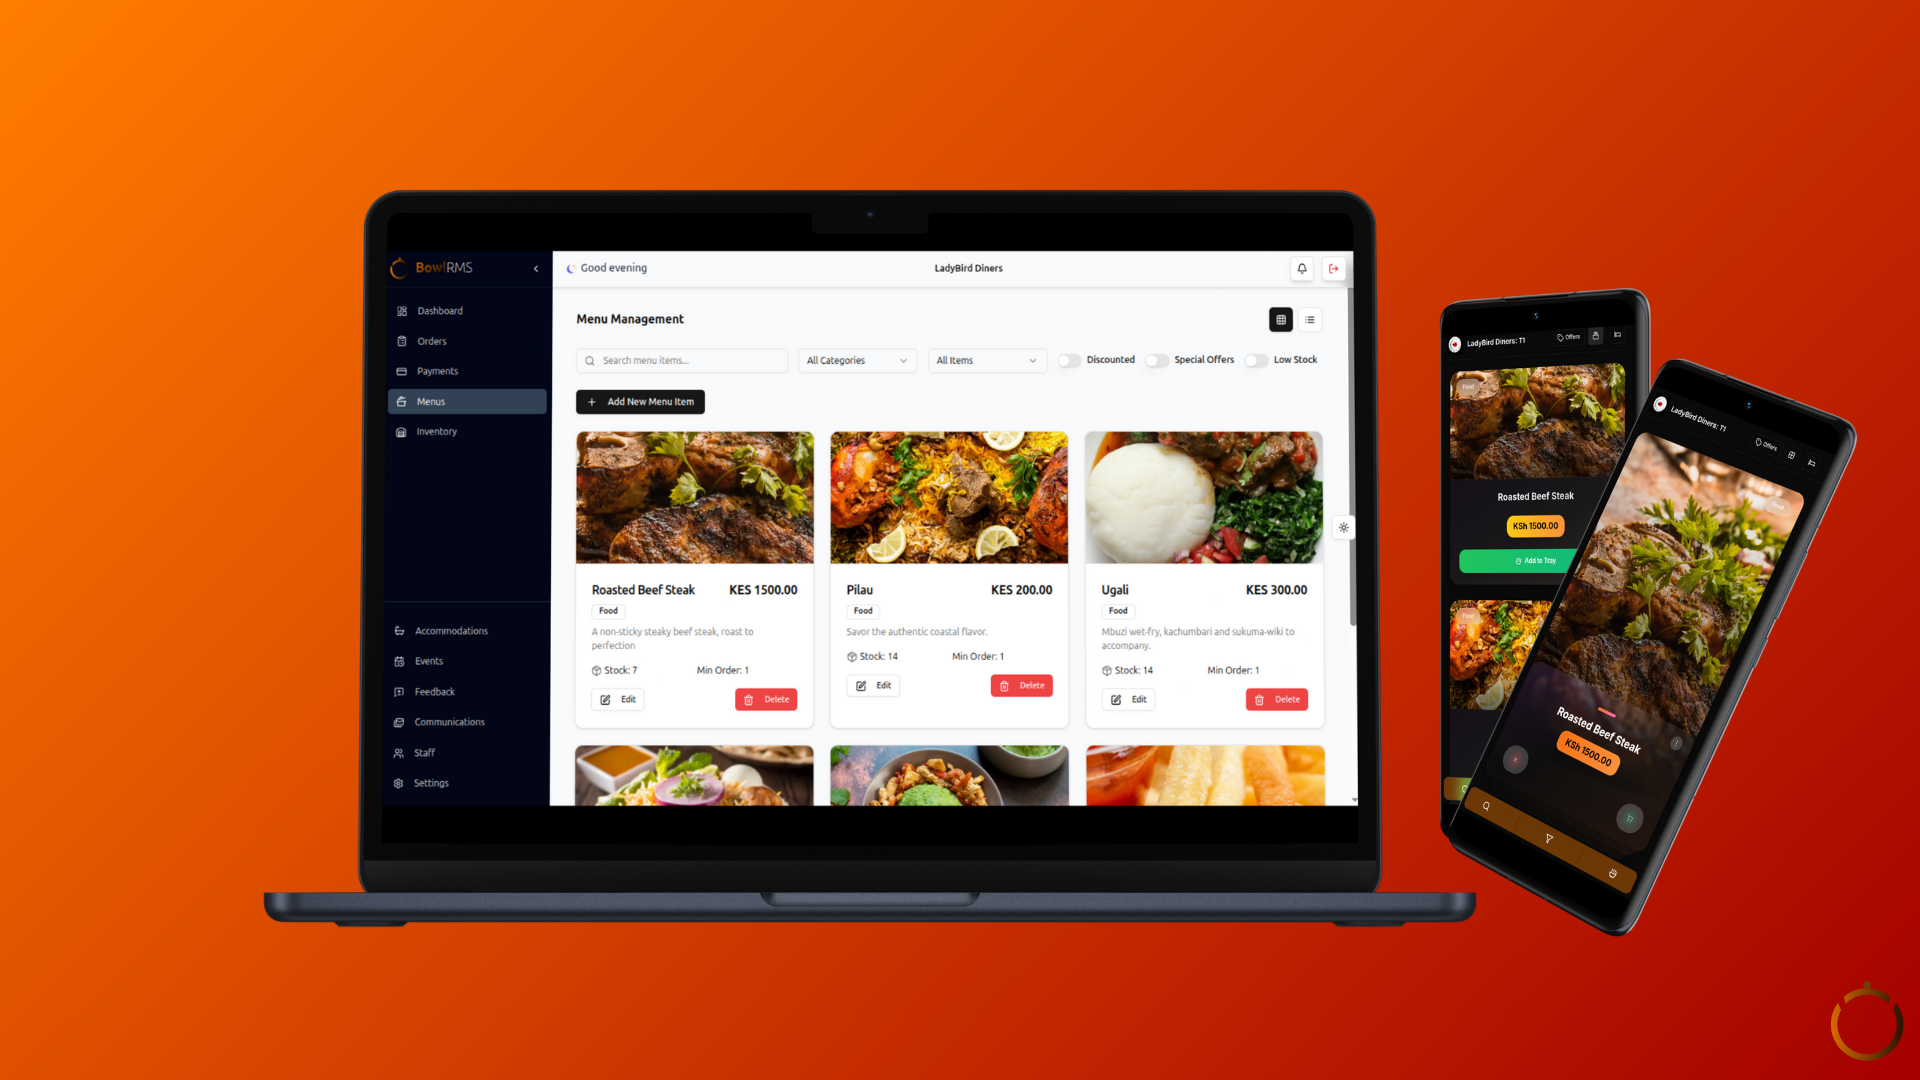 BowlRMS
Good evening
LadyBird Diners
Dashboard
Orders
Payments
Menus
Inventory
Accommodations
Events
Feedback
Communications
Staff
Settings
Menu Management
Search menu items...
All Categories
All Items
Discounted
Special Offers
Low Stock
Add New Menu Item
Roasted Beef Steak
KES 1500.00
Food
A non-sticky steaky beef steak, roast to
perfection
Stock: 7
Min Order: 1
Edit
Delete
Pilau
KES 200.00
Food
Savor the authentic coastal flavor.
Stock: 14
Min Order: 1
Edit
Delete
Ugali
KES 300.00
Food
Mbuzi wet-fry, kachumbari and sukuma-wiki to
accompany.
Stock: 14
Min Order: 1
Edit
Delete
LadyBird Diners: T1
Offers
Food
Roasted Beef Steak
KSh 1500.00
Add to Tray
Food
LadyBird Diners: T1
Offers
Food
Roasted Beef Steak
KSh 1500.00